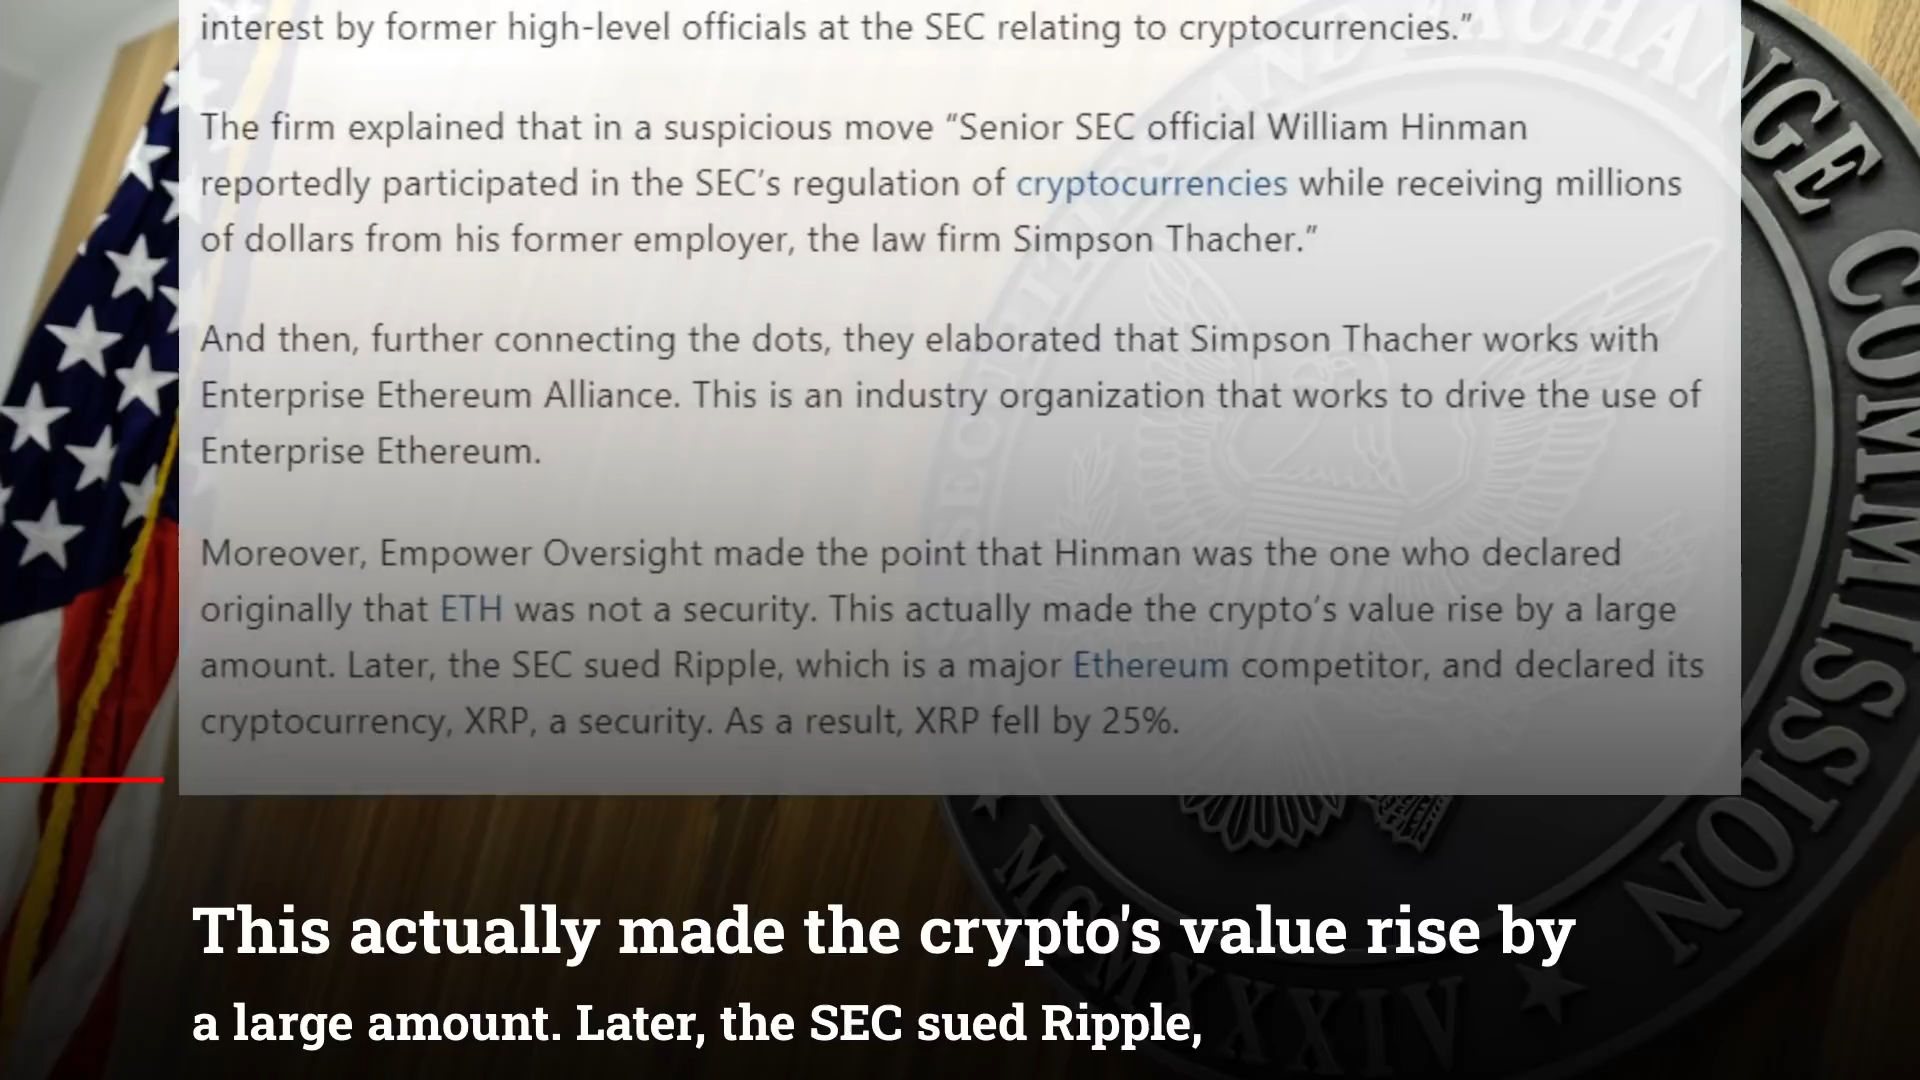 interest by former high-level officials at the SEC relating to cryptocurrencies.”
The firm explained that in a suspicious move “Senior SEC official William Hinman
reportedly participated in the SEC’s regulation of cryptocurrencies while receiving millions
of dollars from his former employer, the law firm Simpson Thacher.”
And then, further connecting the dots, they elaborated that Simpson Thacher works with
Enterprise Ethereum Alliance. This is an industry organization that works to drive the use of
Enterprise Ethereum.
Moreover, Empower Oversight made the point that Hinman was the one who declared
originally that ETH was not a security. This actually made the crypto’s value rise by a large
amount. Later, the SEC sued Ripple, which is a major Ethereum competitor, and declared its
cryptocurrency, XRP, a security. As a result, XRP fell by 25%.
SECURITIES AND EXCHANGE COMMISSION
MCMXXXIV
This actually made the crypto's value rise by
a large amount. Later, the SEC sued Ripple,